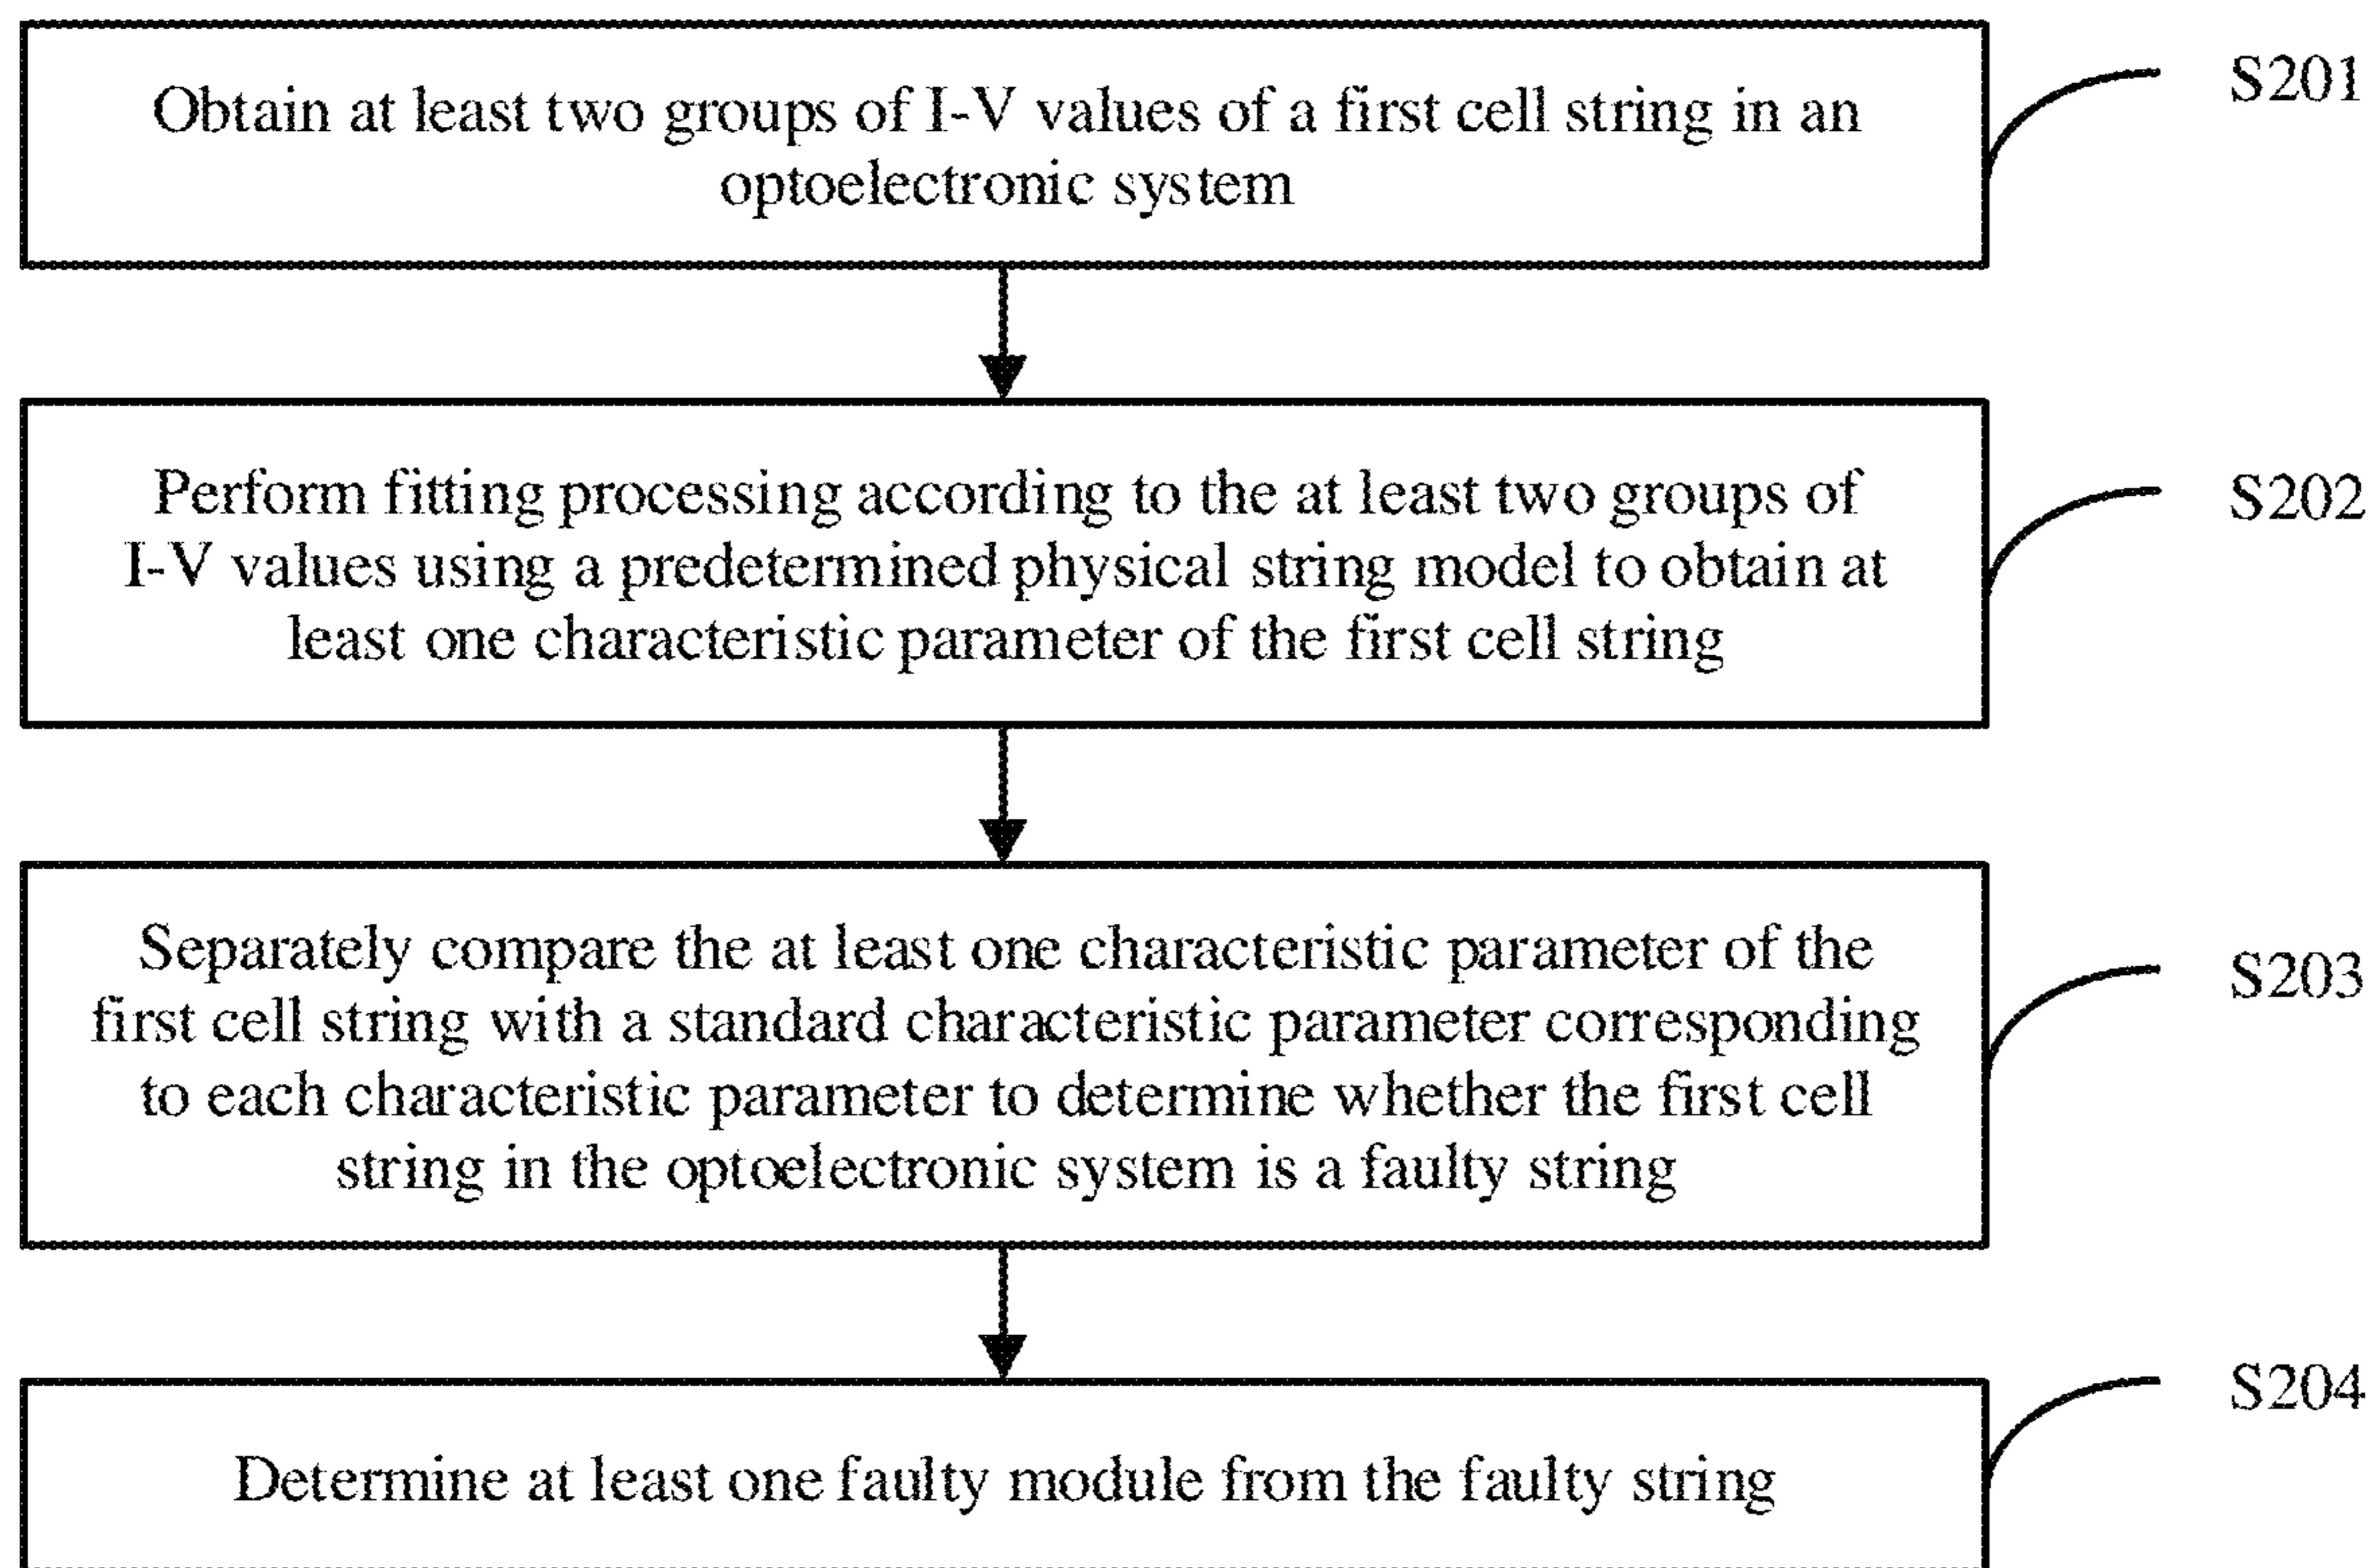 Obtain at least two groups of I-V values of a first cell string in an
optoelectronic system
S201
Perform fitting processing according to the at least two groups of
I-V values using a predetermined physical string model to obtain at
least one characteristic parameter of the first cell string
S202
Separately compare the at least one characteristic parameter of the
first cell string with a standard characteristic parameter corresponding
to each characteristic parameter to determine whether the first cell
string in the optoelectronic system is a faulty string
S203
Determine at least one faulty module from the faulty string
S204